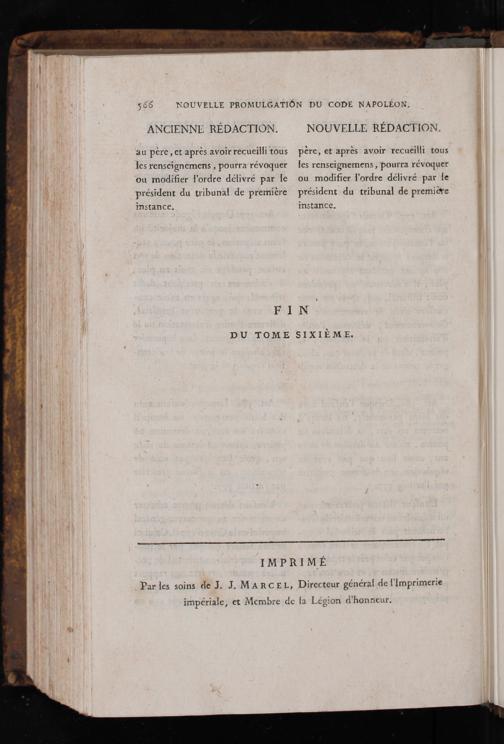 566 NOUVELLE PROMULGATION DU CODE NAPOLÉON.
ANCIENNE RÉDACTION.
au père, et après avoir recueilli tous
les renseignemens, pourra révoquer
ou modifier l'ordre délivré par le
président du tribunal de première
instance.
NOUVELLE RÉDACTION.
père, et après avoir recueilli tous
les renseignemens, pourra révoquer
ou modifier l'ordre délivré par le
président du tribunal de première
instance.
FIN
DU TOME SIXIÈME.
IMPRIMÉ
Par les soins de J. J. MARCEL, Directeur général de l'Imprimerie
impériale, et Membre de la Légion d'honneur.